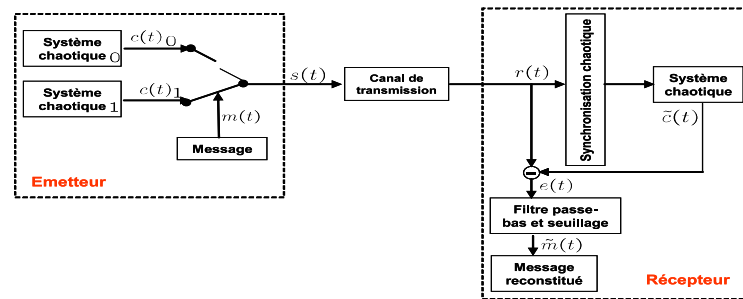 Système
chaotique 0
c(t)0
Système
chaotique 1
c(t)1
m(t)
Message
Emetteur
s(t)
Canal de
transmission
r(t)
Synchronisation chaotique
Système
chaotique
c̃(t)
e(t)
Filtre passe-
bas et seuillage
m̃(t)
Message
reconstitué
Récepteur